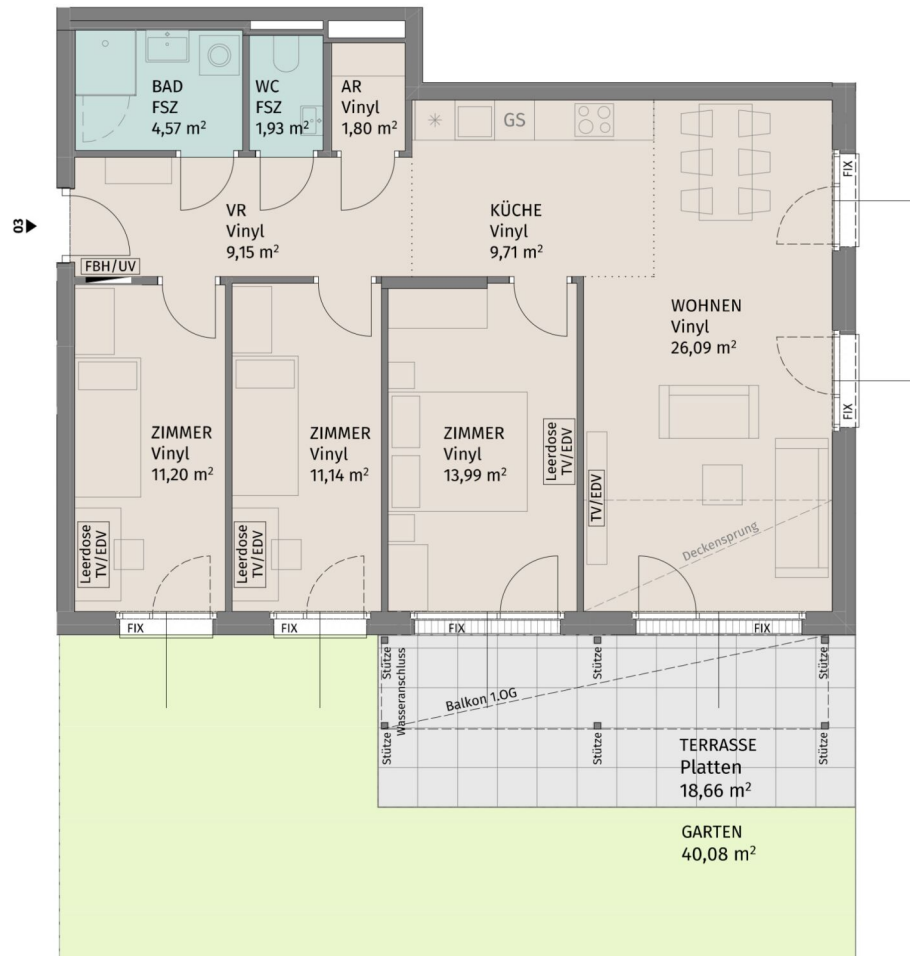 BAD
FSZ
4,57 m²
WC
FSZ
1,93 m²
AR
Vinyl
1,80 m²
GS
FIX
03
VR
Vinyl
9,15 m²
KÜCHE
Vinyl
9,71 m²
FBH/UV
WOHNEN
Vinyl
26,09 m²
FIX
ZIMMER
Vinyl
11,20 m²
ZIMMER
Vinyl
11,14 m²
ZIMMER
Vinyl
13,99 m²
Leerdose
TV/EDV
TV/EDV
Leerdose
TV/EDV
Leerdose
TV/EDV
Deckensprung
FIX
FIX
FIX
FIX
Stütze
Wasseranschluss
Stütze
Stütze
Balkon 1.OG
Stütze
Stütze
Stütze
TERRASSE
Platten
18,66 m²
GARTEN
40,08 m²